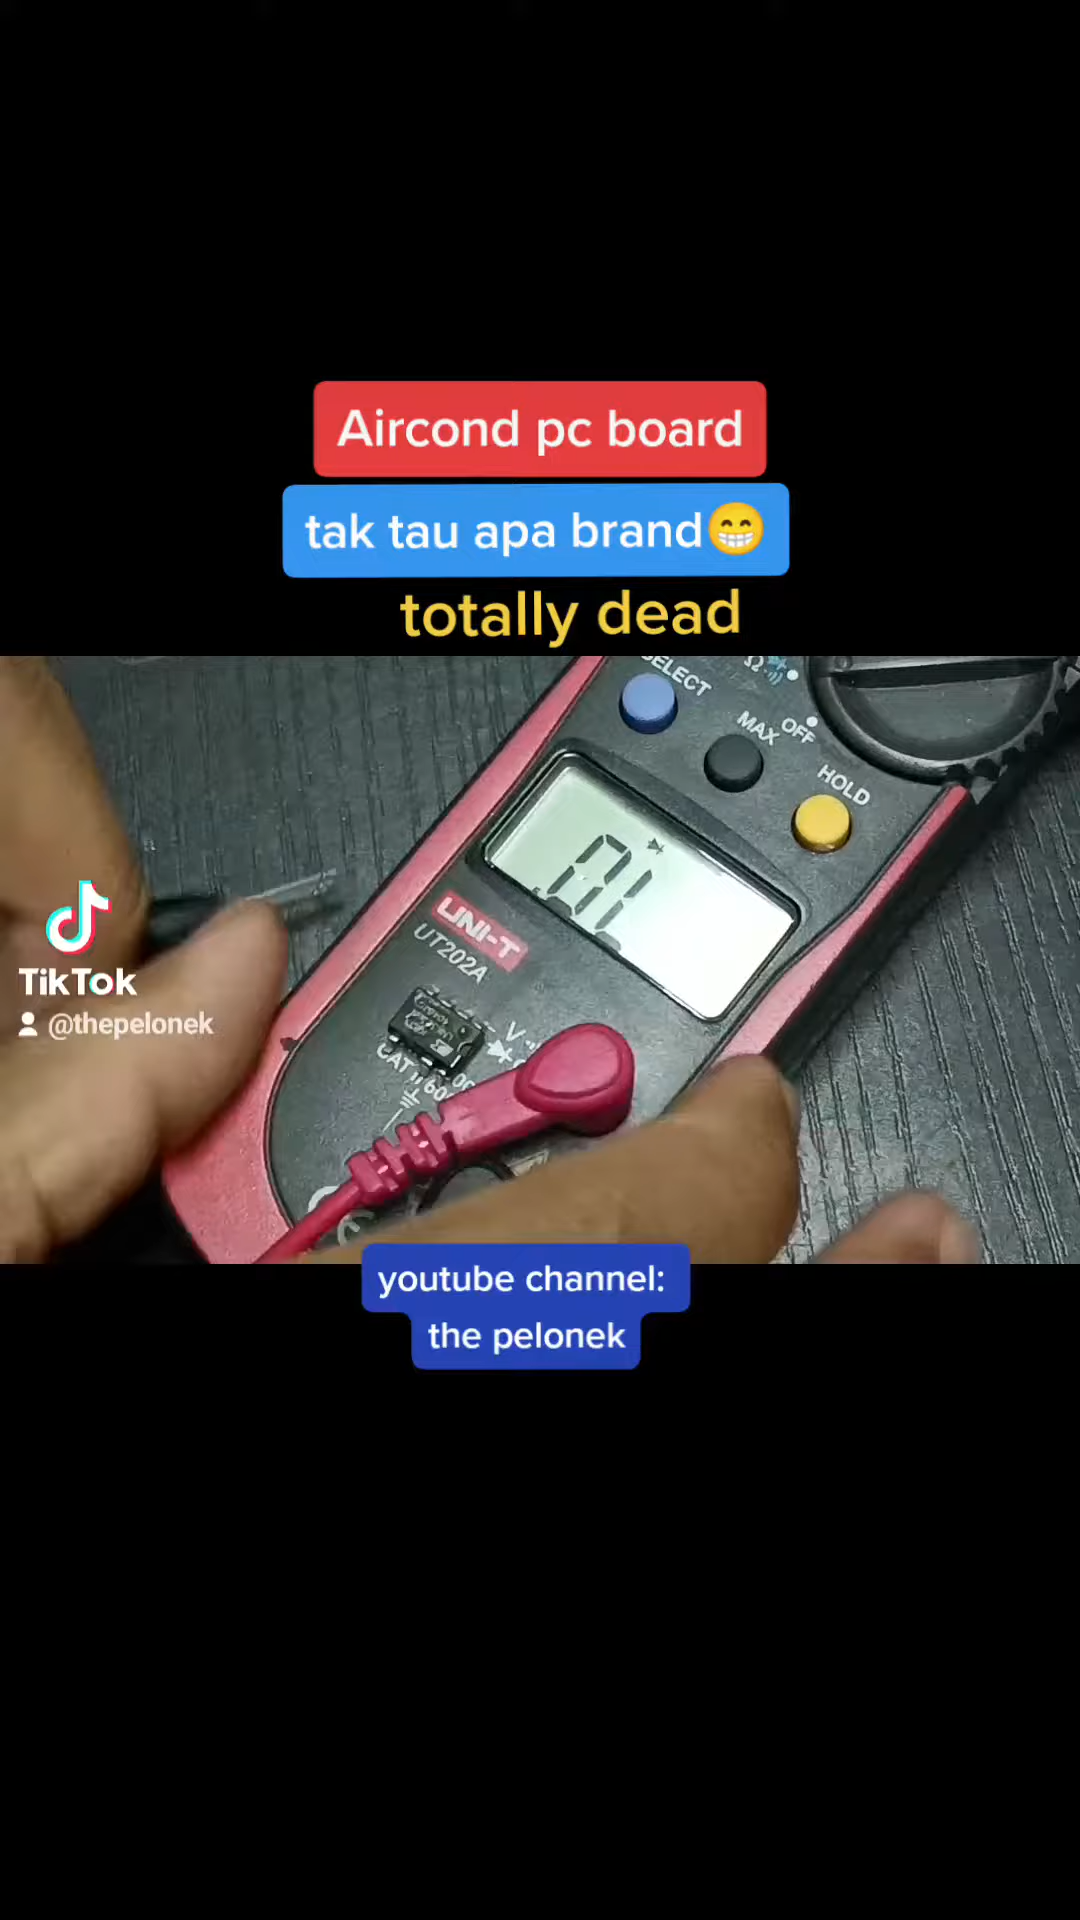 Aircond pc board
tak tau apa brand😁
totally dead
SELECT
Ω
MAX
OFF
HOLD
UNI-T
UT202A
TikTok
@thepelonek
V
youtube channel:
the pelonek